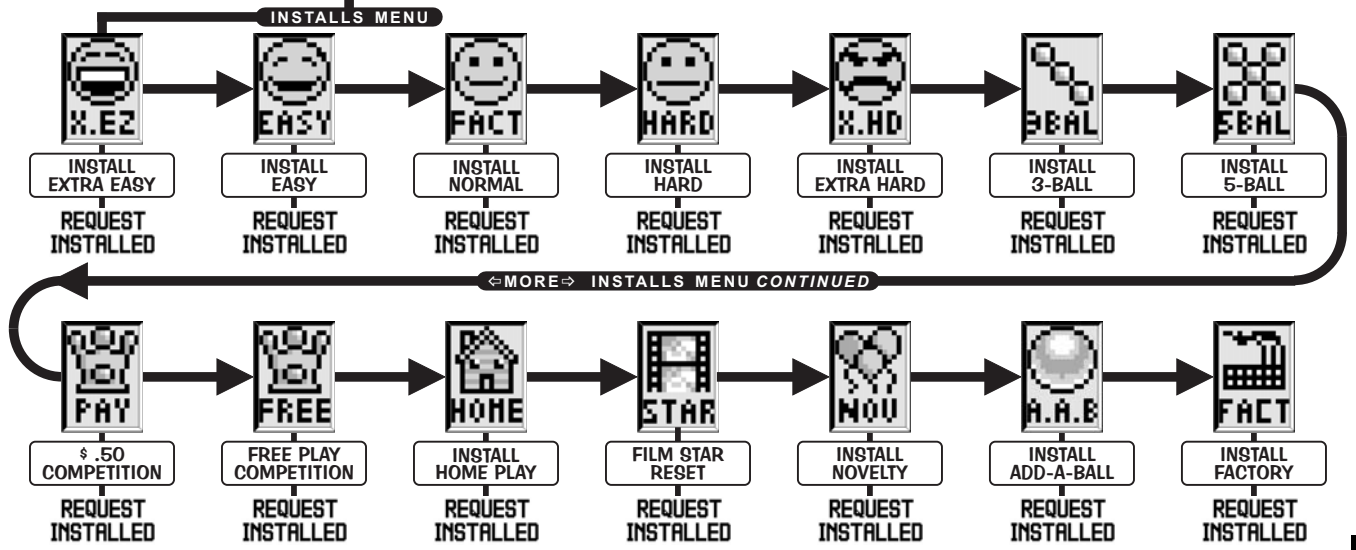 INSTALLS MENU
X.EZ EASY FACT HARD X.HD 3BAL 5BAL
INSTALL EXTRA EASY
INSTALL EASY
INSTALL NORMAL
INSTALL HARD
INSTALL EXTRA HARD
INSTALL 3-BALL
INSTALL 5-BALL
REQUEST INSTALLED
REQUEST INSTALLED
REQUEST INSTALLED
REQUEST INSTALLED
REQUEST INSTALLED
REQUEST INSTALLED
REQUEST INSTALLED
⇦MORE⇨ INSTALLS MENU CONTINUED
PAY FREE HOME STAR NOV A.A.B FACT
$ .50 COMPETITION
FREE PLAY COMPETITION
INSTALL HOME PLAY
FILM STAR RESET
INSTALL NOVELTY
INSTALL ADD-A-BALL
INSTALL FACTORY
REQUEST INSTALLED
REQUEST INSTALLED
REQUEST INSTALLED
REQUEST INSTALLED
REQUEST INSTALLED
REQUEST INSTALLED
REQUEST INSTALLED